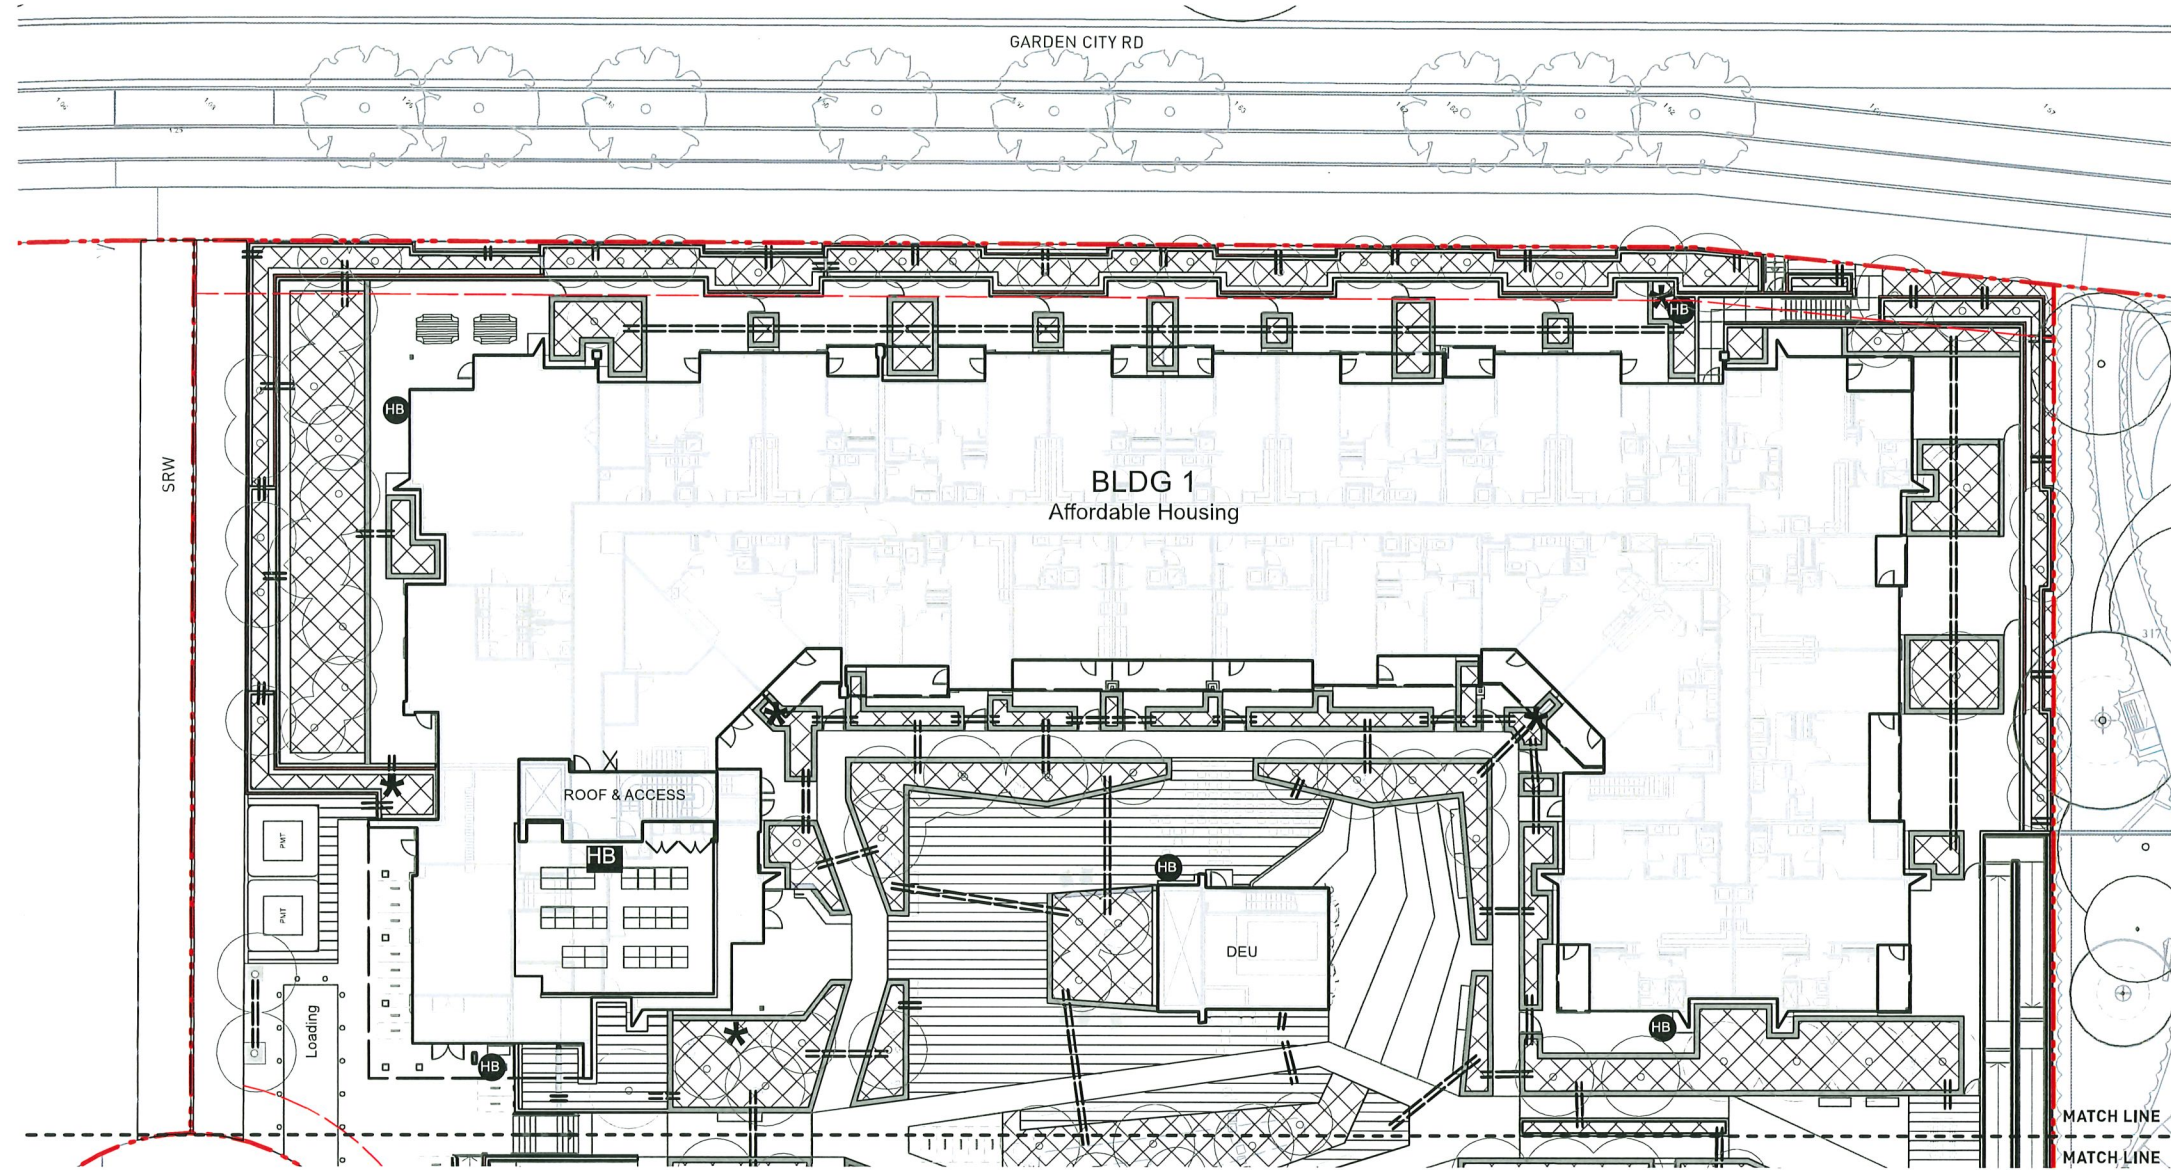 GARDEN CITY RD
HB
HB
SRW
BLDG 1
Affordable Housing
317
ROOF & ACCESS
PMT
HB
HB
PMT
DEU
Loading
HB
HB
MATCH LINE
MATCH LINE